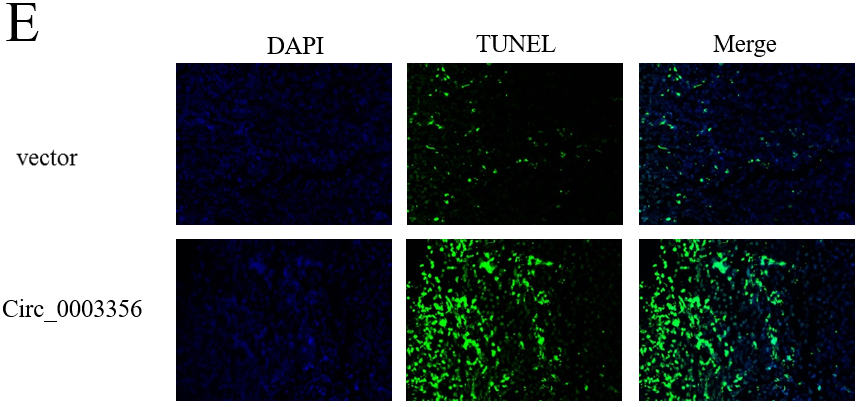 E
DAPI TUNEL Merge
vector
Circ_0003356